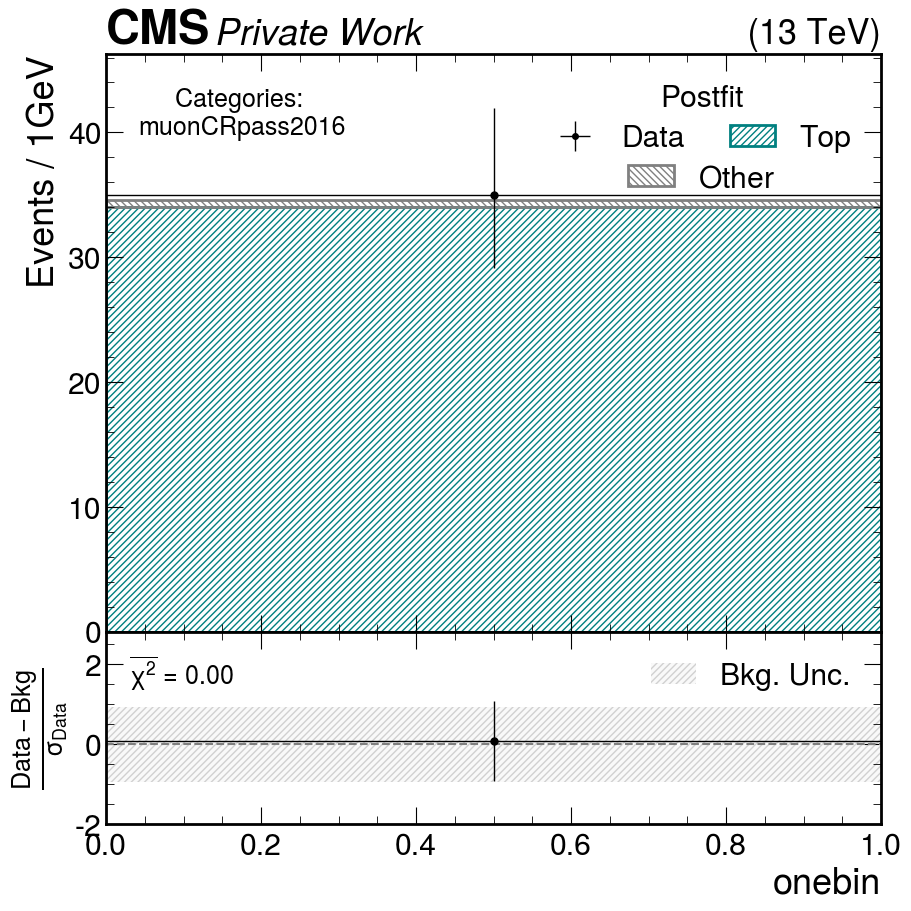 CMS Private Work (13 TeV)
Events / 1GeV
Categories:
muonCRpass2016
Postfit
Data Top
Other
40
30
20
10
0
χ² = 0.00
Bkg. Unc.
Data – Bkg
σData
2
0
-2
0.0 0.2 0.4 0.6 0.8 1.0
onebin